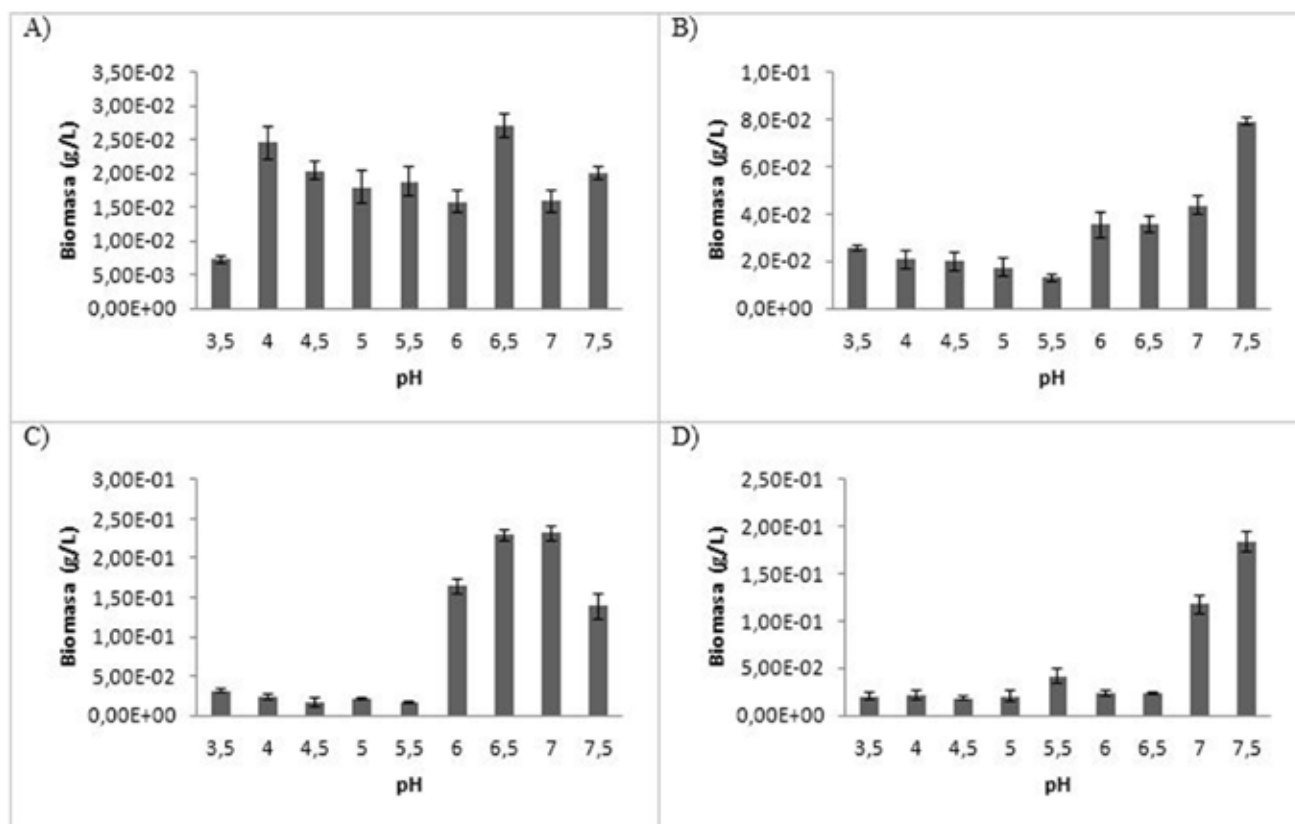 A)
3,50E-02
3,00E-02
2,50E-02
2,00E-02
1,50E-02
1,00E-02
5,00E-03
0,00E+00
Biomasa (g/L)
3,5 4 4,5 5 5,5 6 6,5 7 7,5
pH
B)
1,0E-01
8,0E-02
6,0E-02
4,0E-02
2,0E-02
0,0E+00
Biomasa (g/L)
3,5 4 4,5 5 5,5 6 6,5 7 7,5
pH
C)
3,00E-01
2,50E-01
2,00E-01
1,50E-01
1,00E-01
5,00E-02
0,00E+00
Biomasa (g/L)
3,5 4 4,5 5 5,5 6 6,5 7 7,5
pH
D)
2,50E-01
2,00E-01
1,50E-01
1,00E-01
5,00E-02
0,00E+00
Biomasa (g/L)
3,5 4 4,5 5 5,5 6 6,5 7 7,5
pH